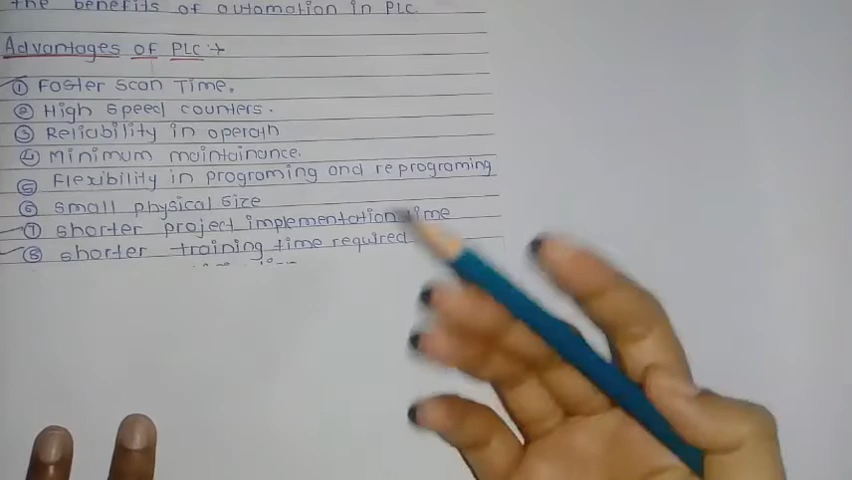 the benefits of automation in PLC.
Advantages of PLC :+
① Foster scan Time.
② High speed counters.
③ Reliability in operath
④ Minimum maintainance.
⑤ Flexibility in programing and reprograming
⑥ small physical size
⑦ shorter project implementation time
⑧ shorter training time required